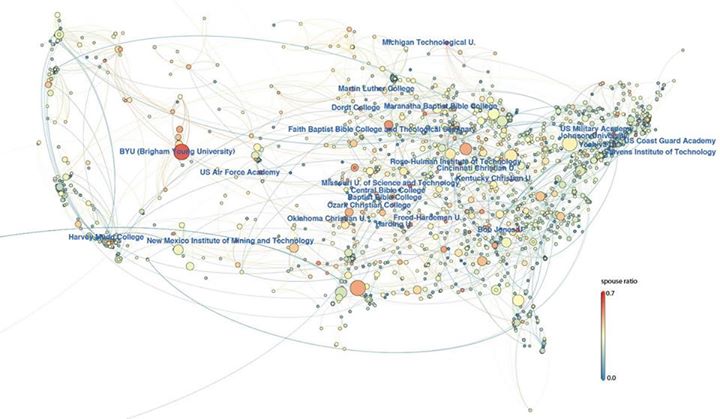 Michigan Technological U.
Martin Luther College
Dordt College
Maranatha Baptist Bible College
Faith Baptist Bible College and Theological Seminary
US Military Academy
Johnson University
US Coast Guard Academy
Stevens Institute of Technology
BYU (Brigham Young University)
US Air Force Academy
Rose-Hulman Institute of Technology
Cincinnati Christian U.
Kentucky Christian U.
Missouri U. of Science and Technology
Central Bible College
Baptist Bible College
Ozark Christian College
Oklahoma Christian U.
Freed-Hardeman U.
Harding U.
Bob Jones U.
Harvey Mudd College
New Mexico Institute of Mining and Technology
spouse ratio
0.7
0.0